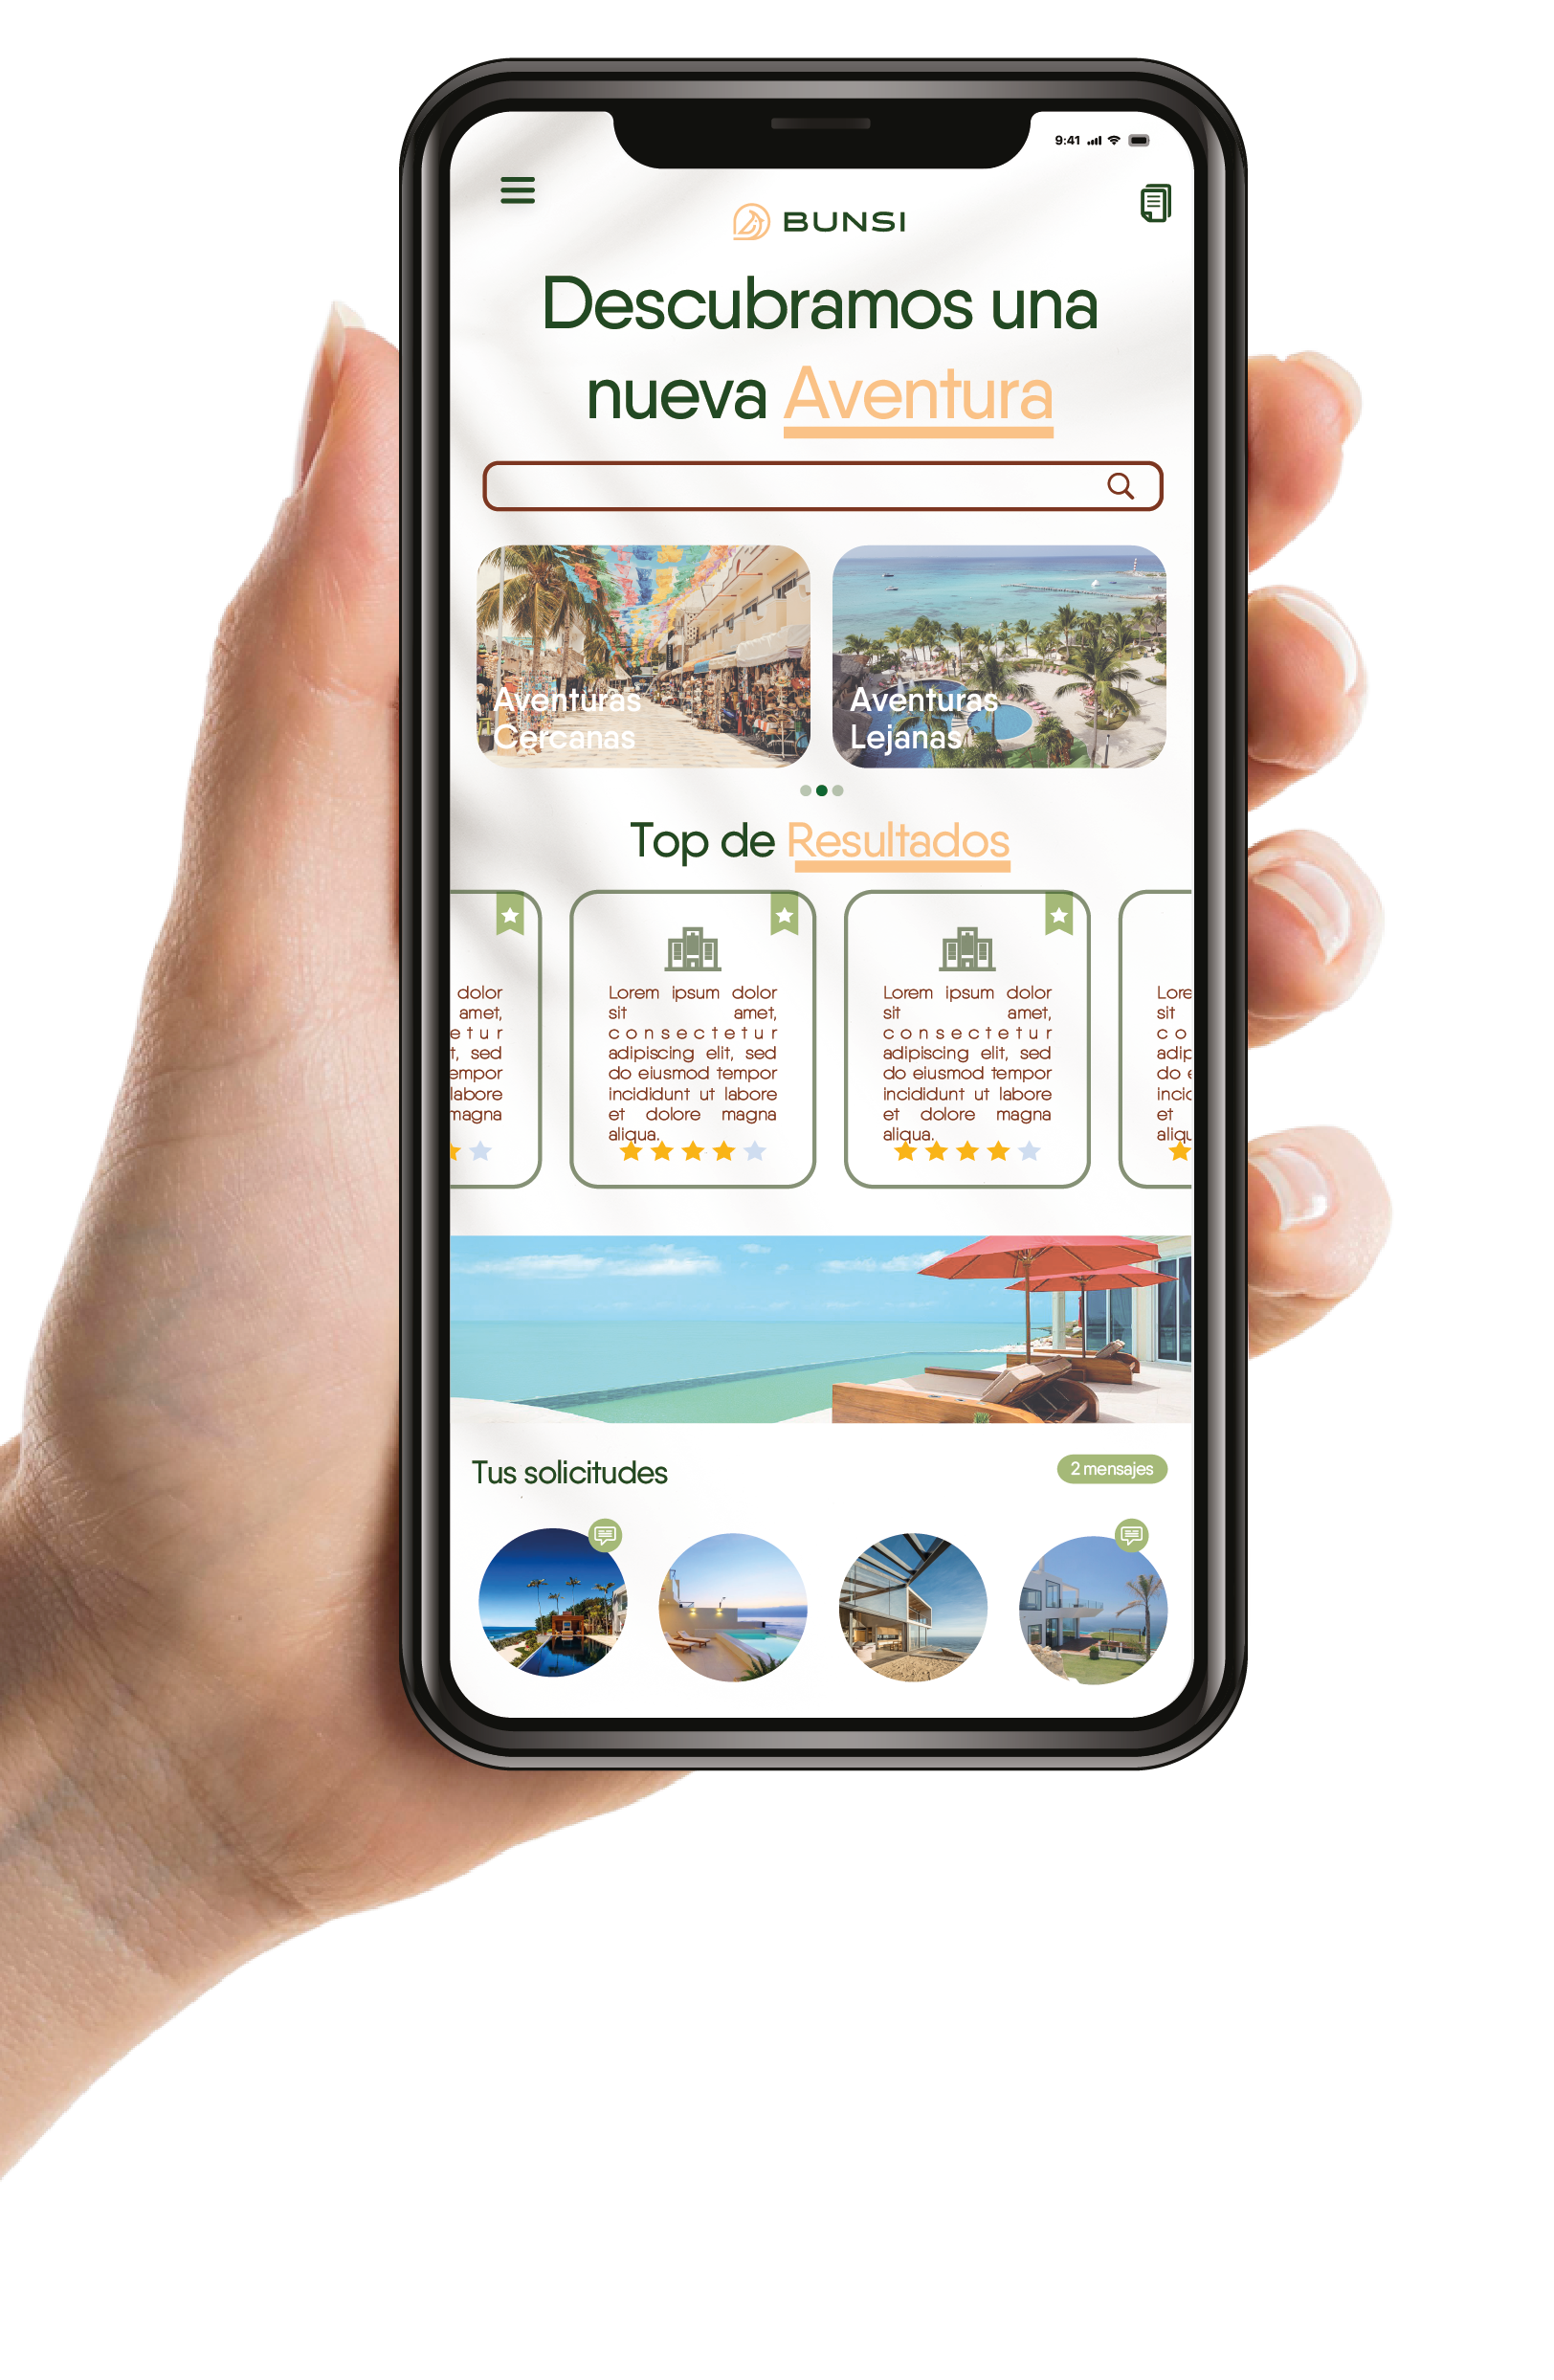 9:41
BUNSI
Descubramos una
nueva Aventura
Aventuras
Cercanas
Aventuras
Lejanas
Top de Resultados
dolor
amet,
etur
t, sed
empor
labore
magna
Lorem ipsum dolor
sit amet,
consectetur
adipiscing elit, sed
do eiusmod tempor
incididunt ut labore
et dolore magna
aliqua.
Lorem ipsum dolor
sit amet,
consectetur
adipiscing elit, sed
do eiusmod tempor
incididunt ut labore
et dolore magna
aliqua.
Lore
sit
co
adip
do e
inci
et
aliqu
Tus solicitudes
2 mensajes